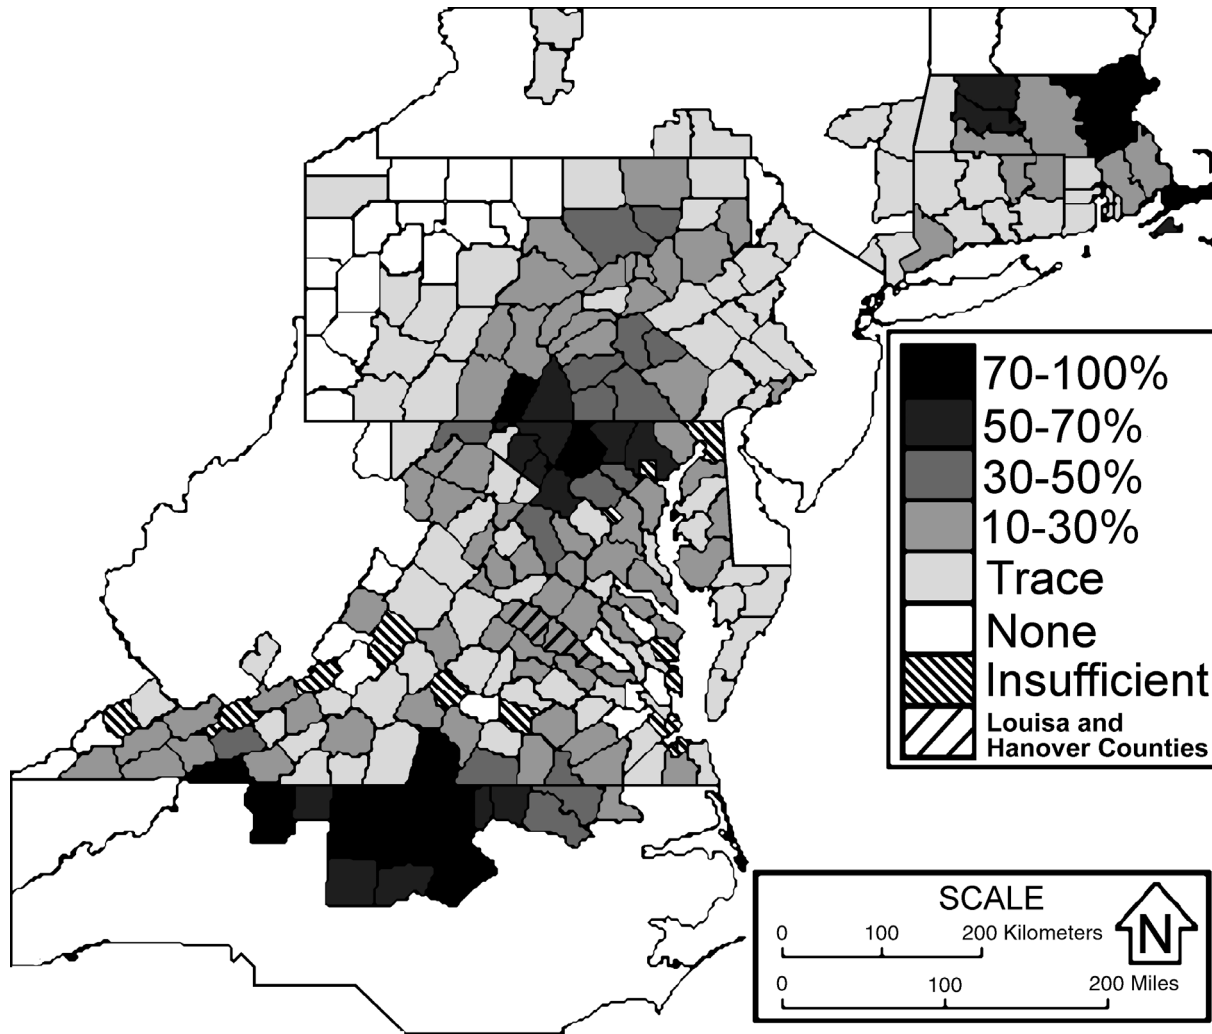 70-100%
50-70%
30-50%
10-30%
Trace
None
Insufficient
Louisa and
Hanover Counties
SCALE
0 100 200 Kilometers
0 100 200 Miles
N